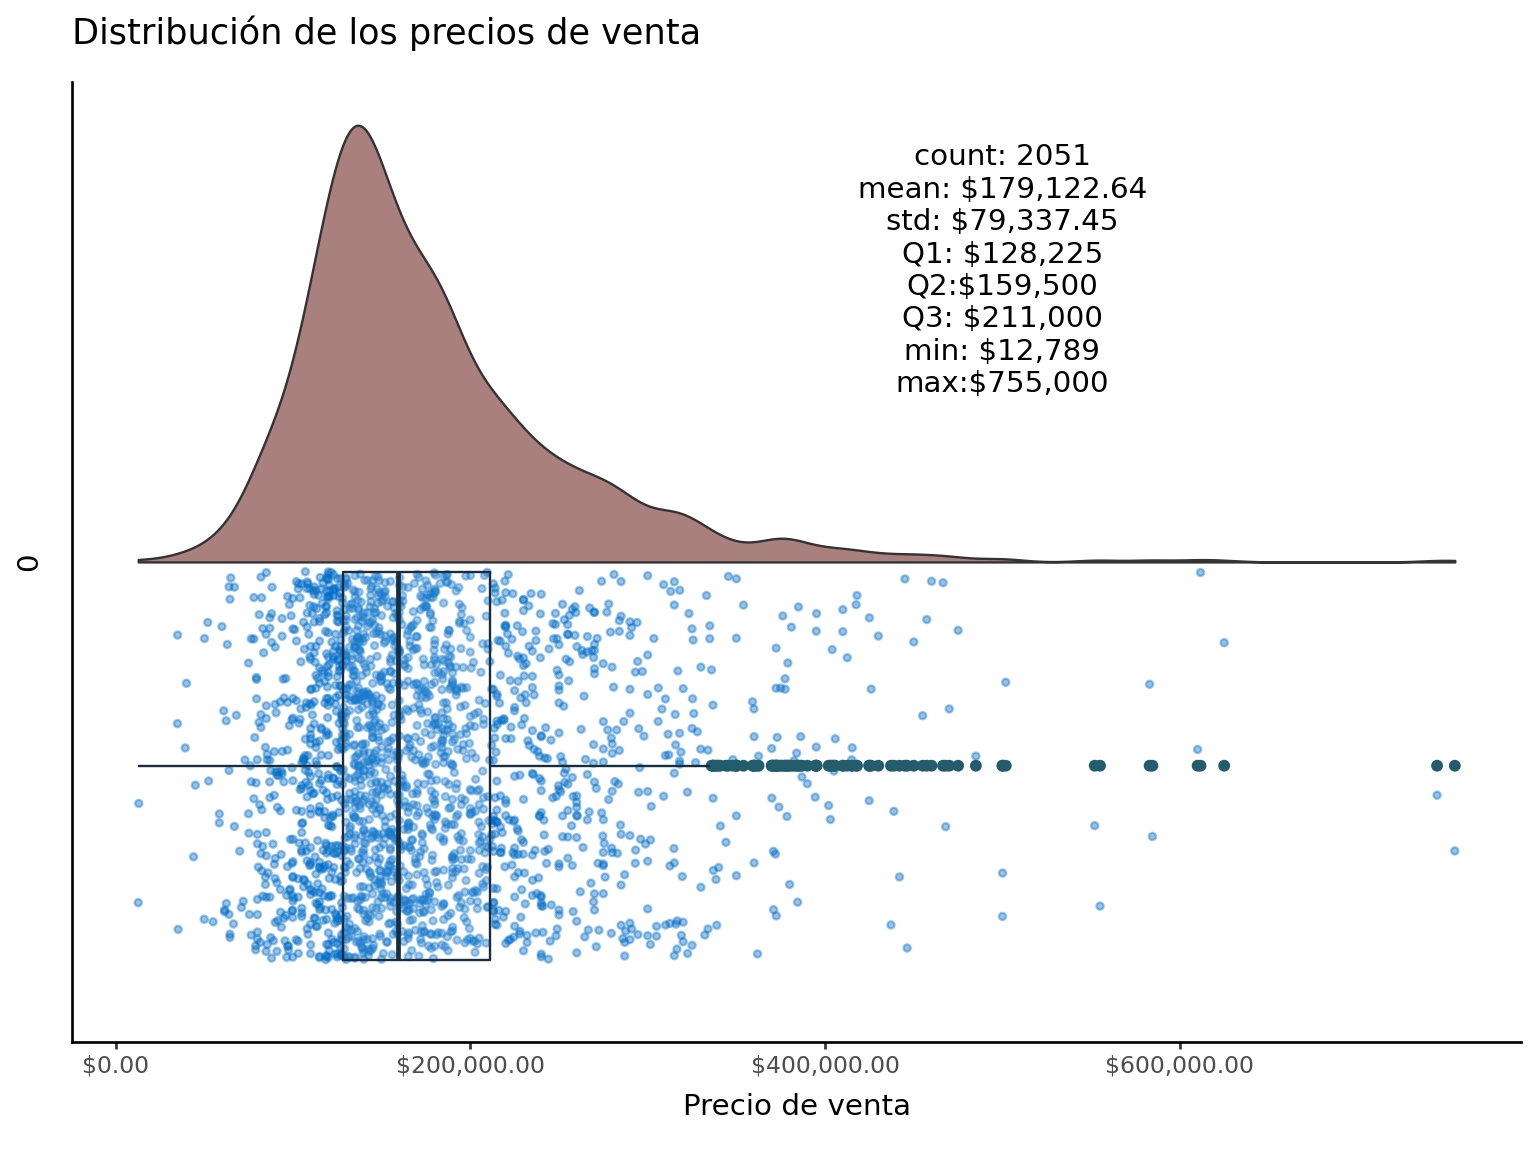 Distribución de los precios de venta
count: 2051
mean: $179,122.64
std: $79,337.45
Q1: $128,225
Q2:$159,500
Q3: $211,000
min: $12,789
max:$755,000
0
$0.00
$200,000.00
$400,000.00
$600,000.00
Precio de venta